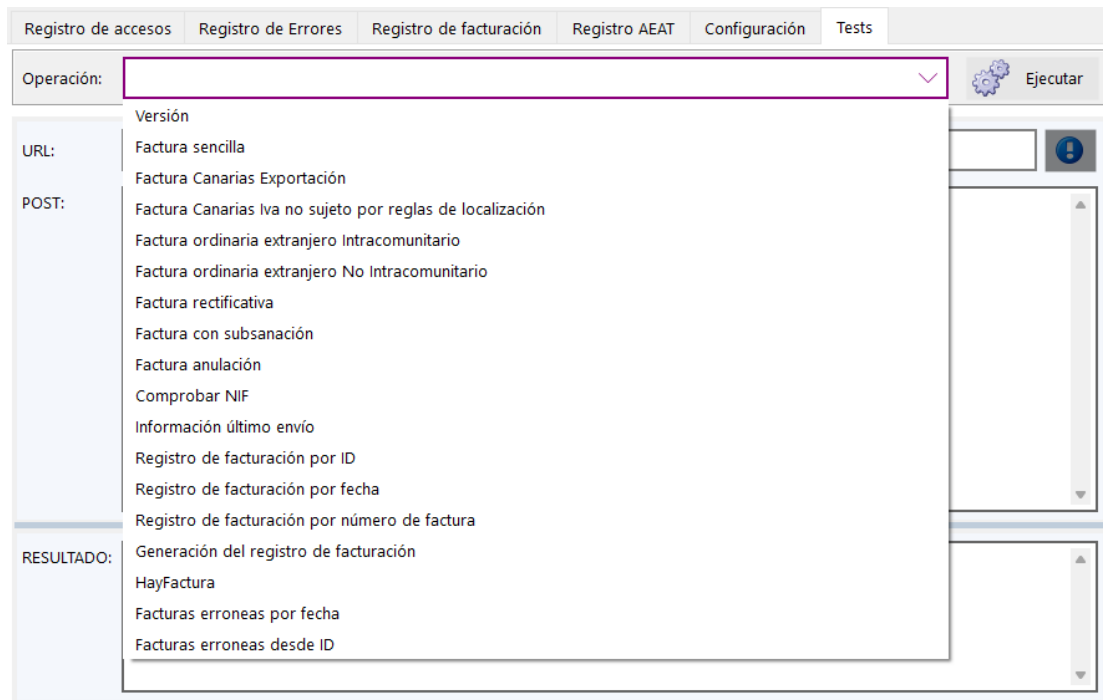 Registro de accesos Registro de Errores Registro de facturación Registro AEAT Configuración Tests
Operación: Ejecutar
Versión
URL:
Factura sencilla
Factura Canarias Exportación
POST:
Factura Canarias Iva no sujeto por reglas de localización
Factura ordinaria extranjero Intracomunitario
Factura ordinaria extranjero No Intracomunitario
Factura rectificativa
Factura con subsanación
Factura anulación
Comprobar NIF
Información último envío
Registro de facturación por ID
Registro de facturación por fecha
Registro de facturación por número de factura
RESULTADO:
Generación del registro de facturación
HayFactura
Facturas erroneas por fecha
Facturas erroneas desde ID